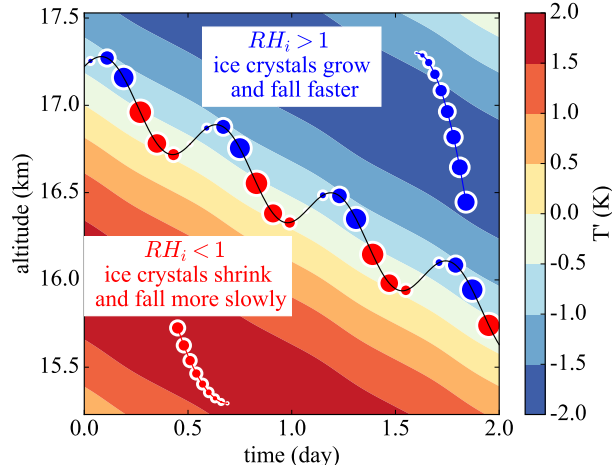 17.5
17.0
16.5
16.0
15.5
altitude (km)
0.0
0.5
1.0
1.5
2.0
time (day)
RH_i > 1
ice crystals grow
and fall faster
RH_i < 1
ice crystals shrink
and fall more slowly
2.0
1.5
1.0
0.5
0.0
-0.5
-1.0
-1.5
-2.0
T' (K)